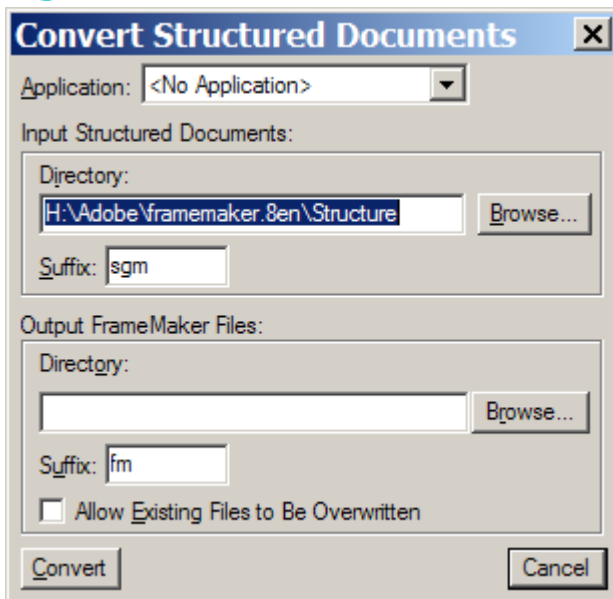 Convert Structured Documents
Application: <No Application>
Input Structured Documents:
Directory:
H:\Adobe\framemaker.8en\Structure Browse...
Suffix: sgm
Output FrameMaker Files:
Directory:
Browse...
Suffix: fm
Allow Existing Files to Be Overwritten
Convert Cancel